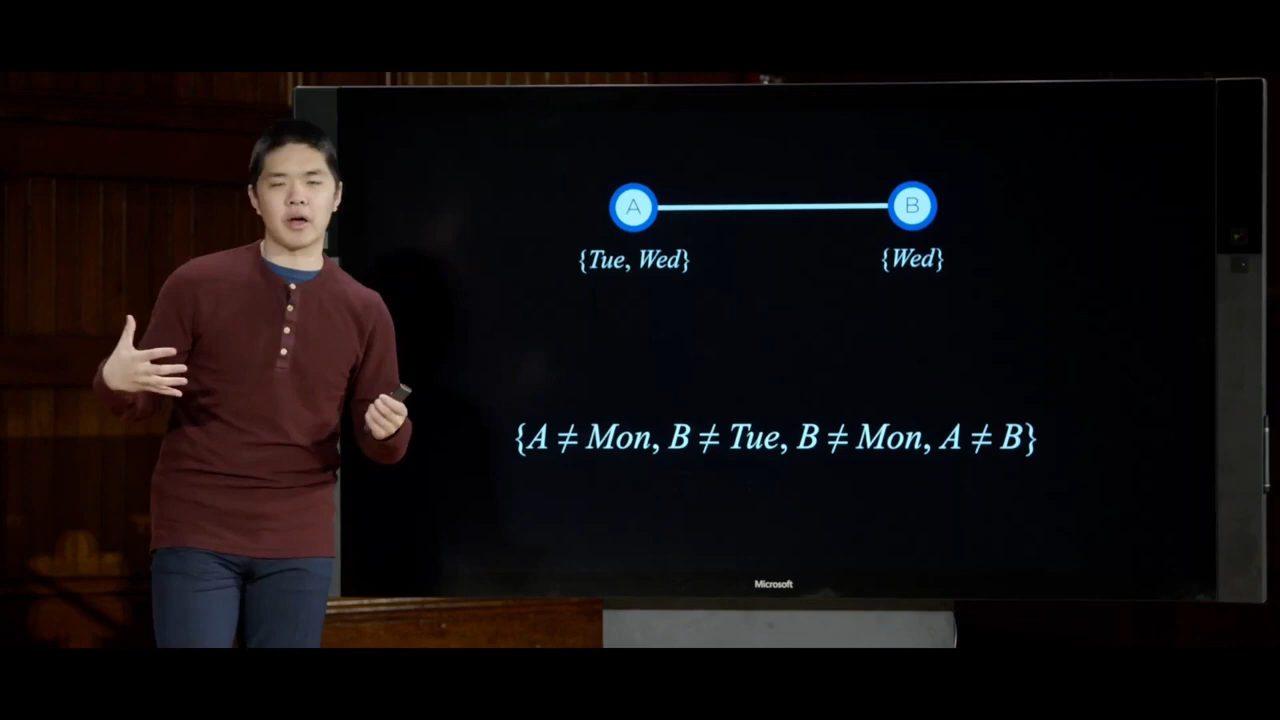 A B
{Tue, Wed} {Wed}
{A ≠ Mon, B ≠ Tue, B ≠ Mon, A ≠ B}
Microsoft